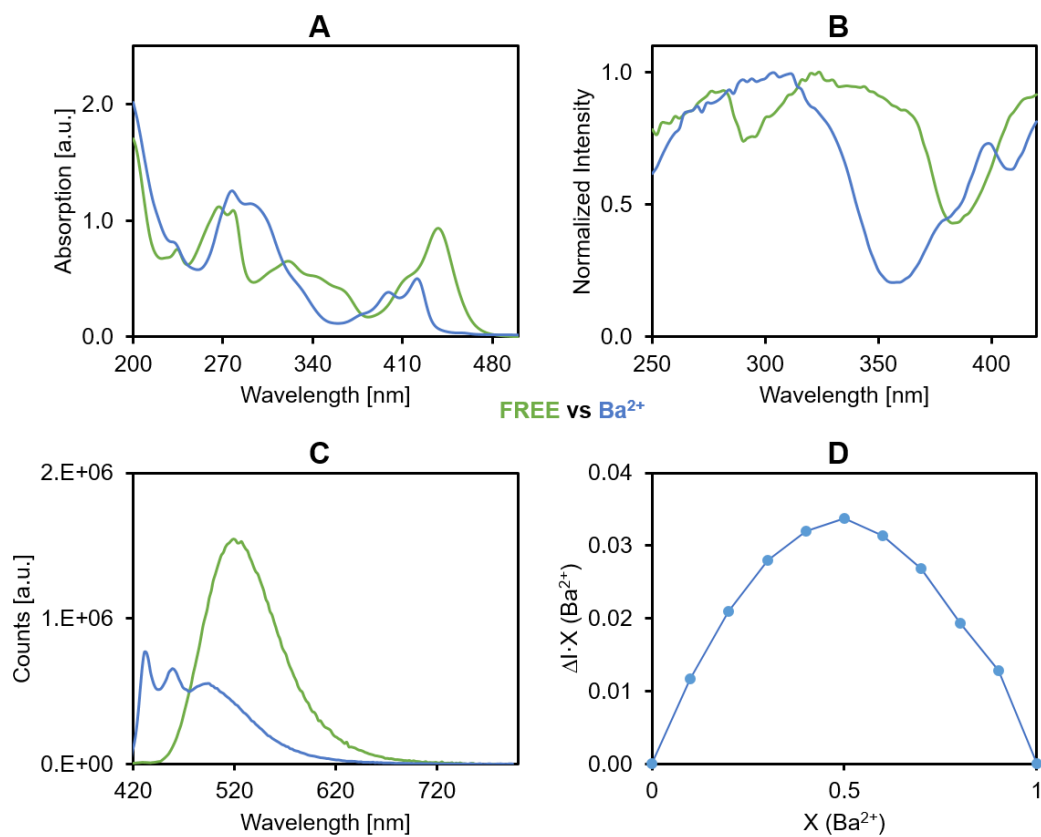 A
Absorption [a.u.]
2.0
1.0
0.0
200 270 340 410 480
Wavelength [nm]
B
Normalized Intensity
1.0
0.5
0.0
250 300 350 400
Wavelength [nm]
FREE vs Ba²⁺
C
Counts [a.u.]
2.E+06
1.E+06
0.E+00
420 520 620 720
Wavelength [nm]
D
ΔI·X (Ba²⁺)
0.04
0.03
0.02
0.01
0.00
0 0.5 1
X (Ba²⁺)